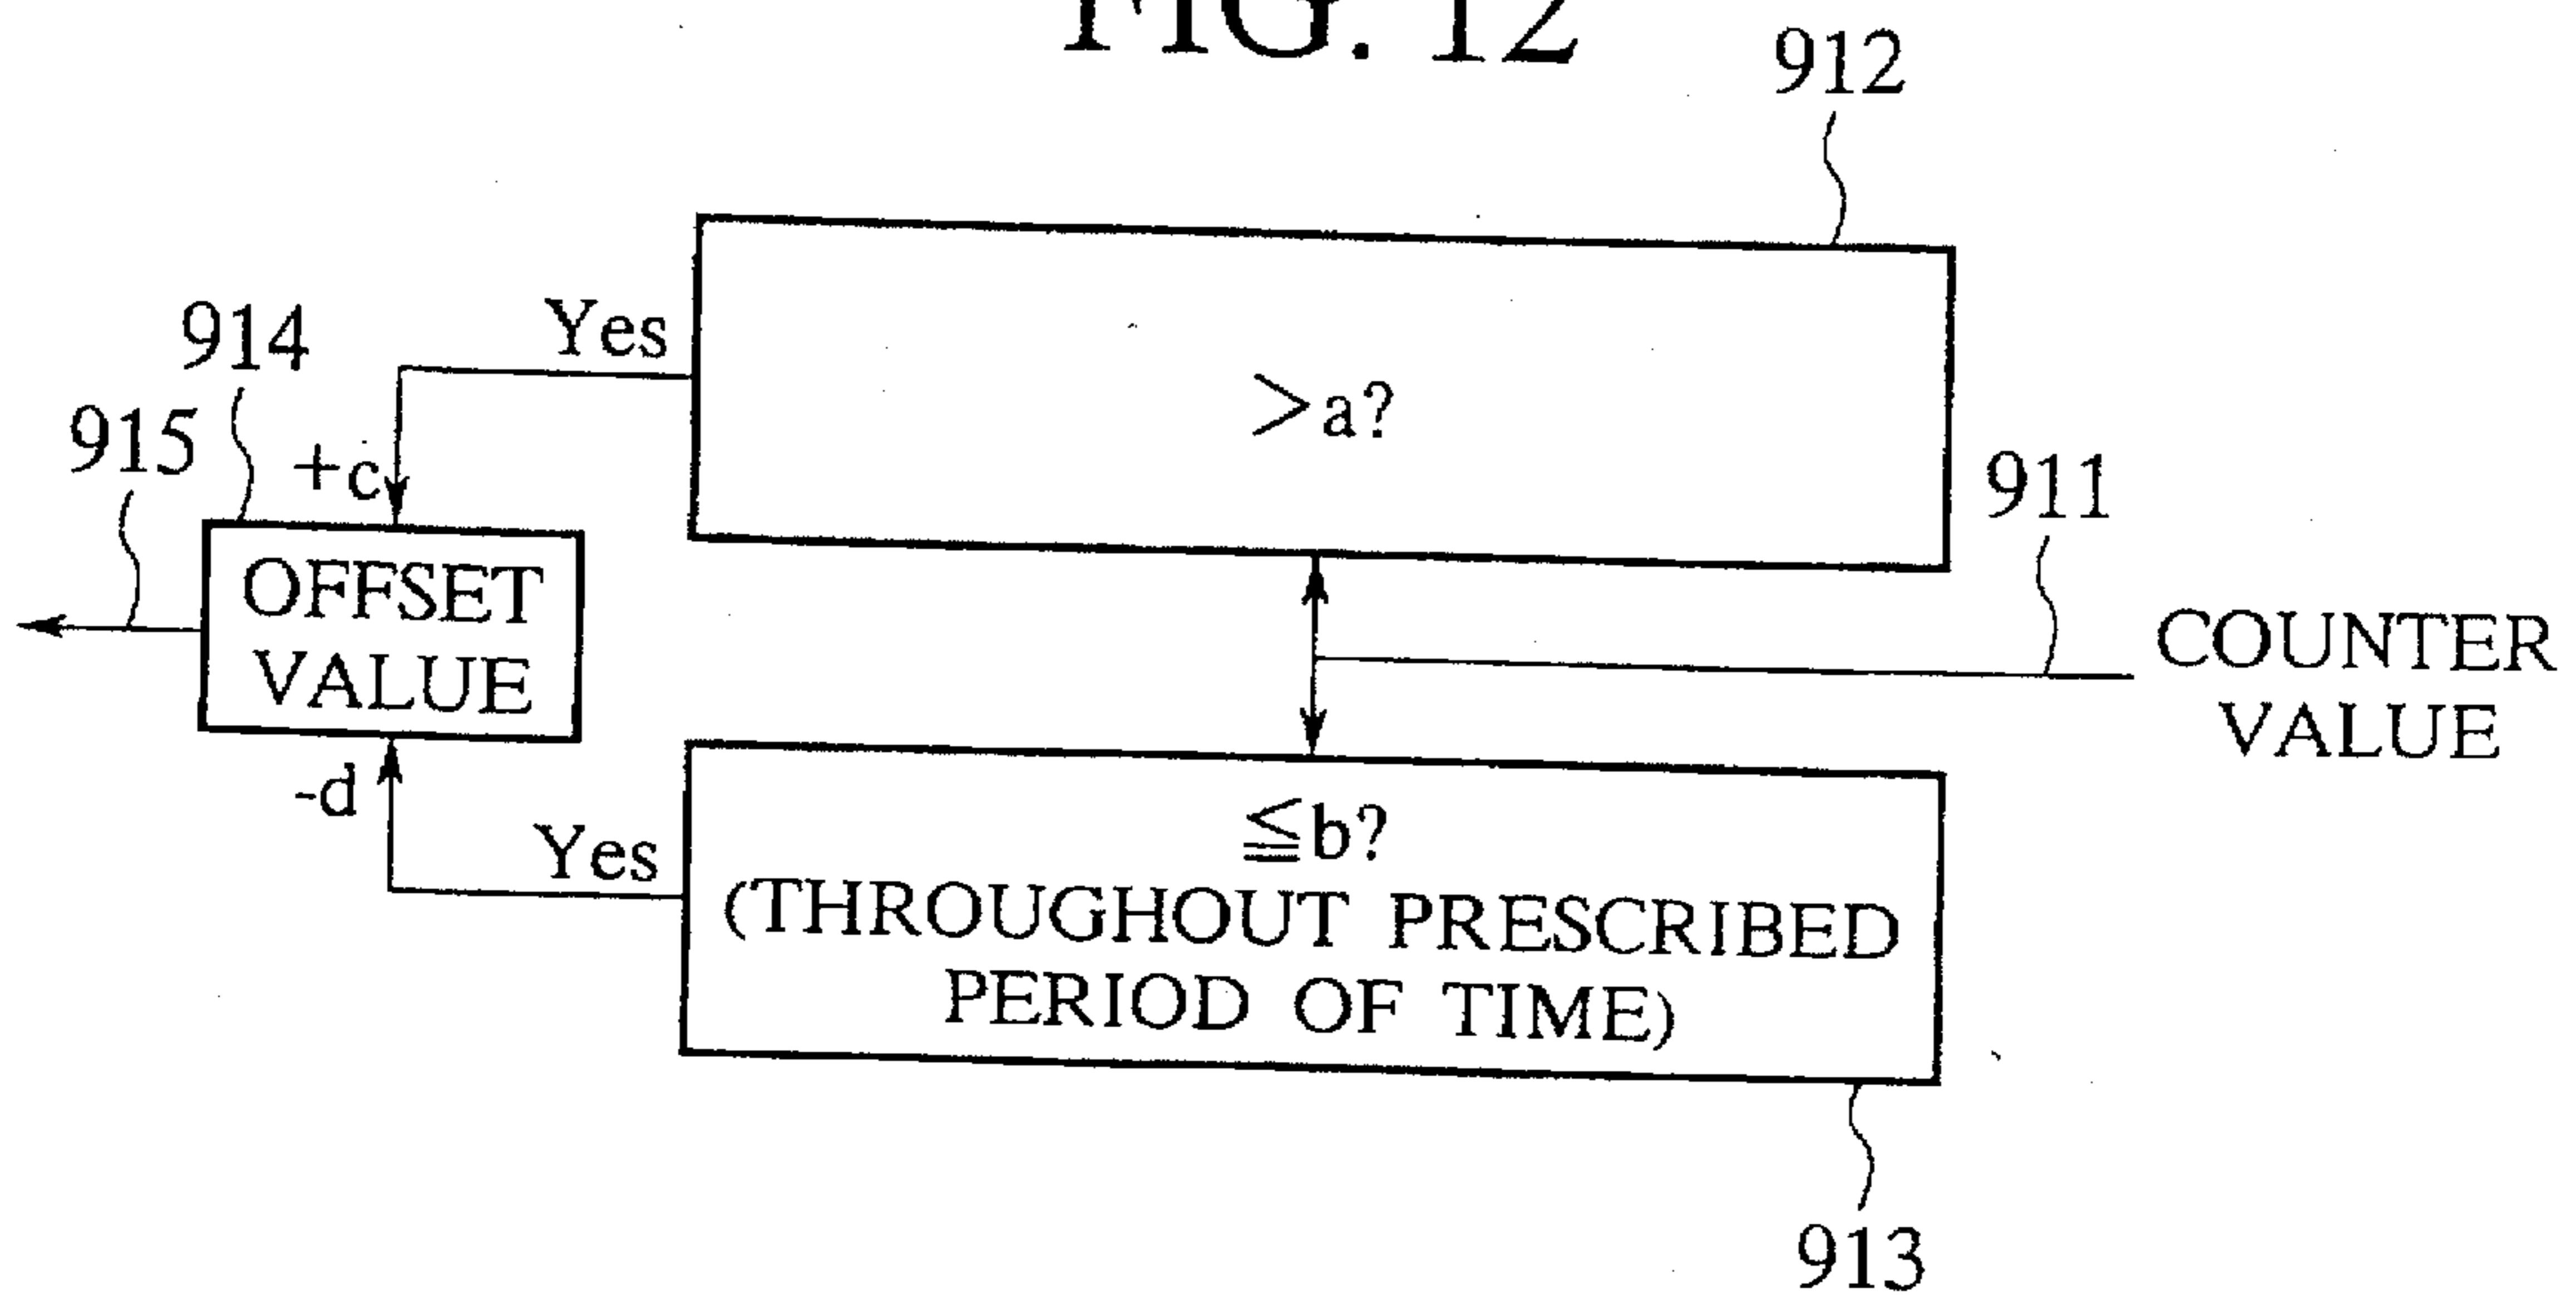 FIG. 12
912
Yes
>a?
914
915
+c
911
OFFSET
VALUE
COUNTER
VALUE
-d
Yes
≦b?
(THROUGHOUT PRESCRIBED
PERIOD OF TIME)
913